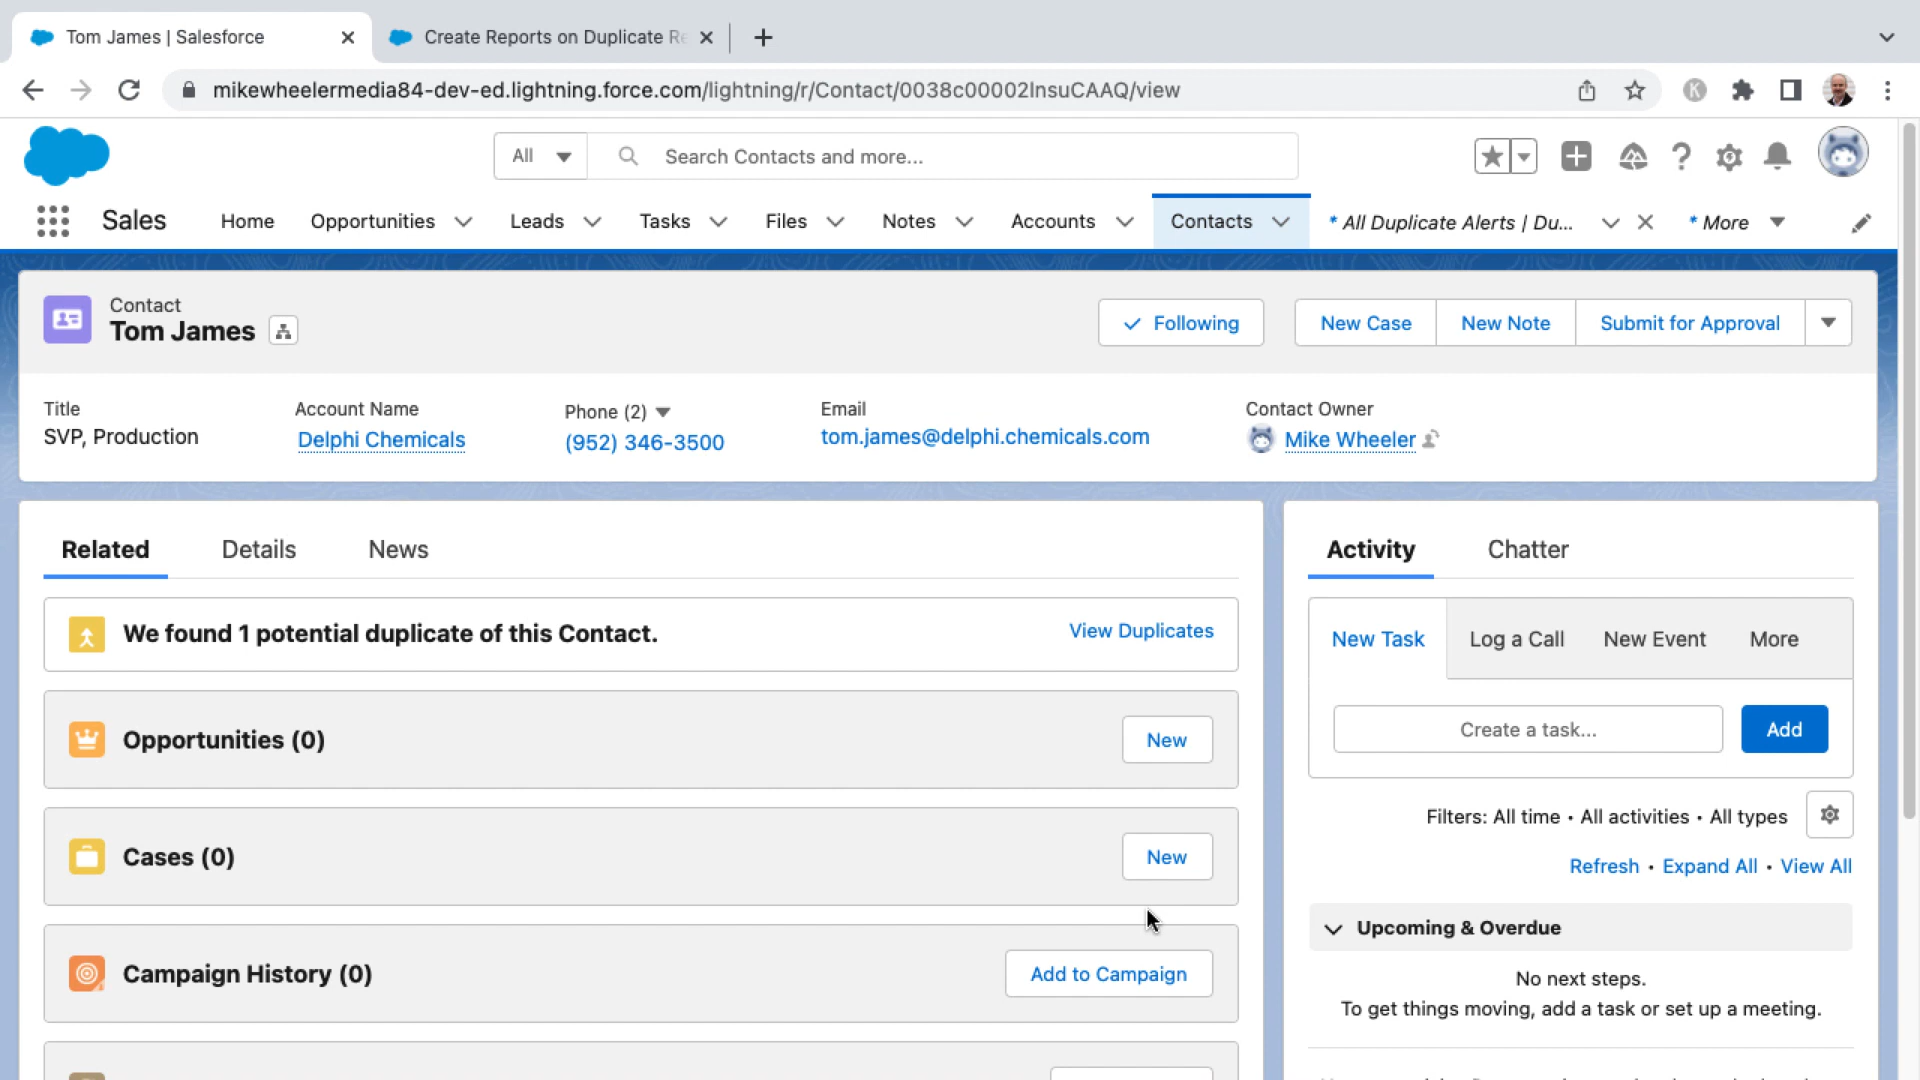 Tom James | Salesforce
Create Reports on Duplicate Re
mikewheelermedia84-dev-ed.lightning.force.com/lightning/r/Contact/0038c00002InsuCAAQ/view
K
All
Search Contacts and more...
Sales
Home
Opportunities
Leads
Tasks
Files
Notes
Accounts
Contacts
* All Duplicate Alerts | Du...
* More
Contact
Tom James
Following
New Case
New Note
Submit for Approval
Title
Account Name
Phone (2)
Email
Contact Owner
SVP, Production
Delphi Chemicals
(952) 346-3500
tom.james@delphi.chemicals.com
Mike Wheeler
Related
Details
News
We found 1 potential duplicate of this Contact.
View Duplicates
Opportunities (0)
New
Cases (0)
New
Campaign History (0)
Add to Campaign
Activity
Chatter
New Task
Log a Call
New Event
More
Create a task...
Add
Filters: All time • All activities • All types
Refresh • Expand All • View All
Upcoming & Overdue
No next steps.
To get things moving, add a task or set up a meeting.